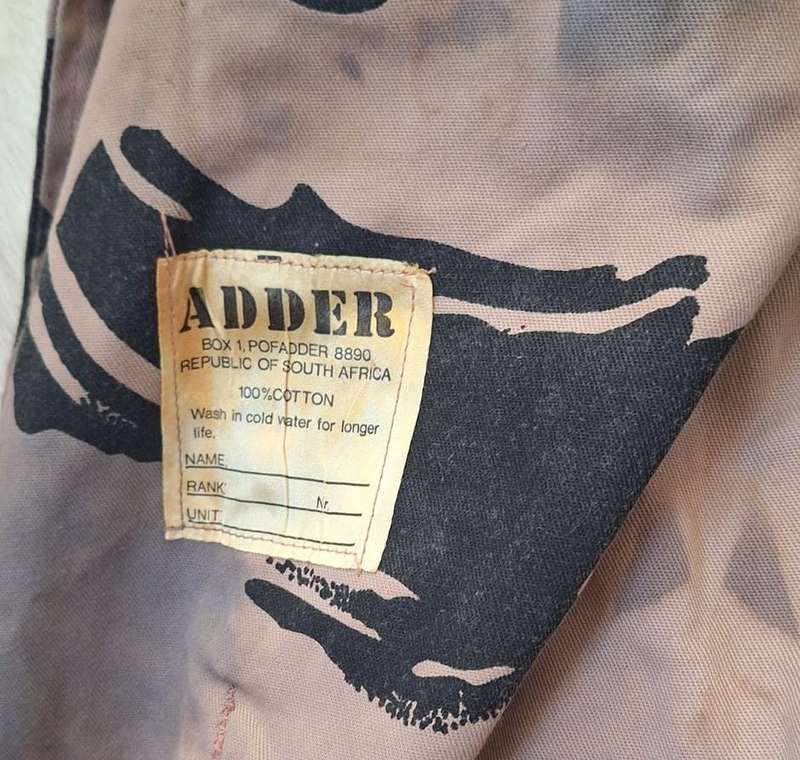 ADDER
BOX 1, POFADDER 8890
REPUBLIC OF SOUTH AFRICA
100%COTTON
Wash in cold water for longer
life.
NAME
RANK Nr.
UNIT